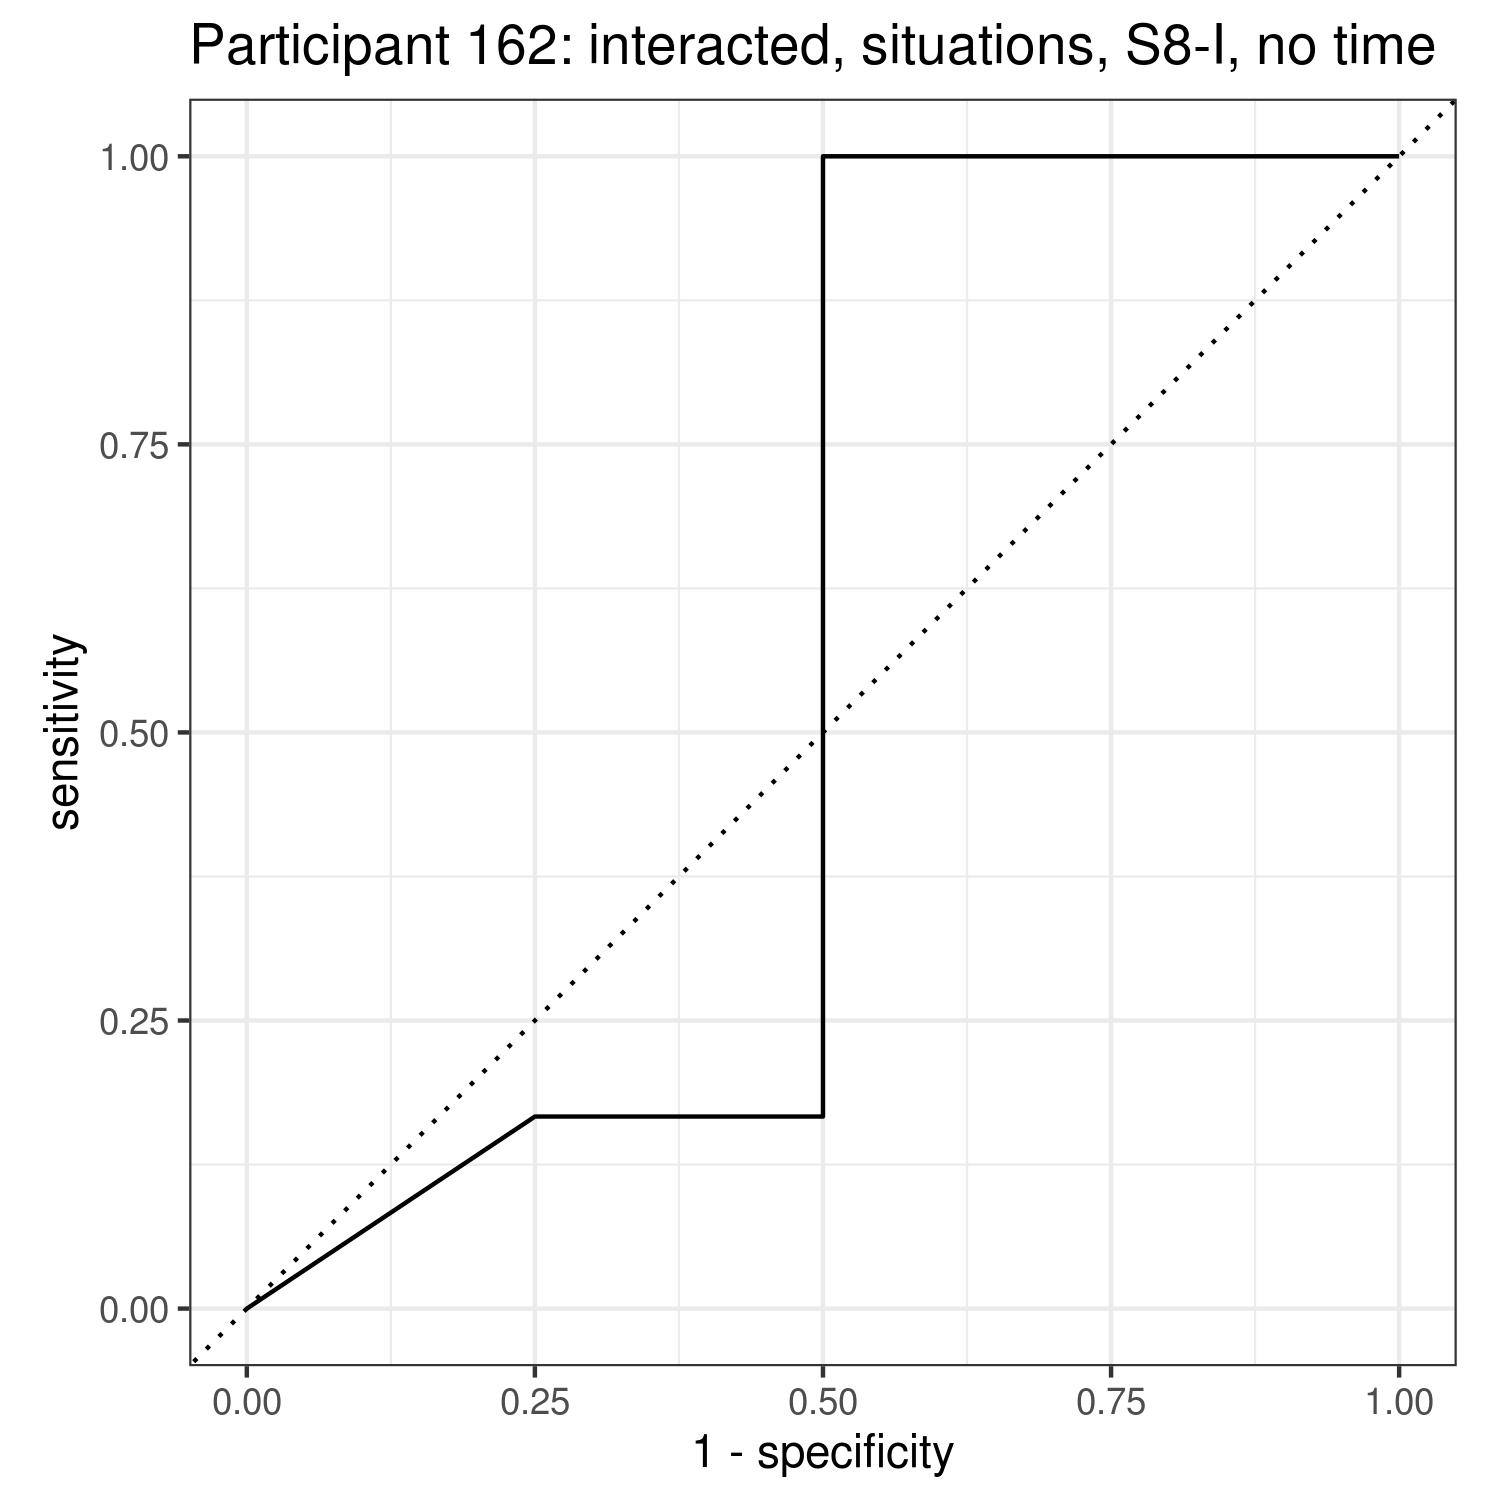 Participant 162: interacted, situations, S8-I, no time
1.00
0.75
0.50
0.25
0.00
sensitivity
0.00 0.25 0.50 0.75 1.00
1 - specificity